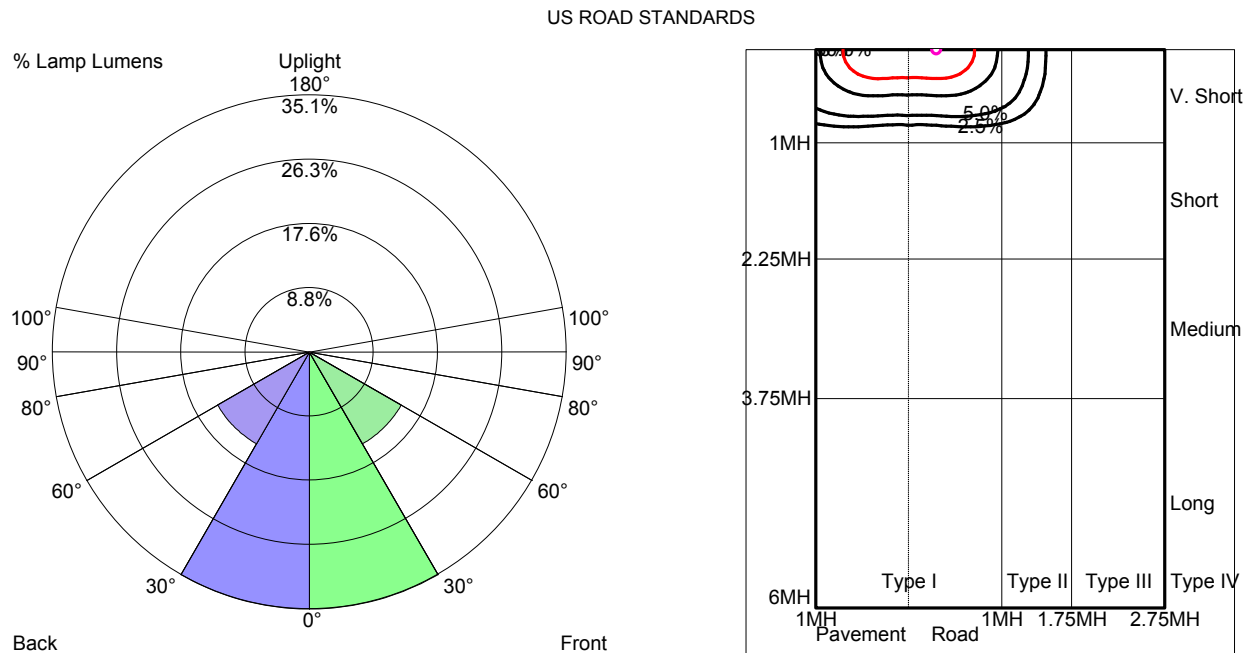 US ROAD STANDARDS
% Lamp Lumens
Uplight
180°
35.1%
26.3%
17.6%
8.8%
100°
100°
90°
90°
80°
80°
60°
60°
30°
30°
0°
Back
Front
5.0%
2.5%
V. Short
1MH
Short
2.25MH
Medium
3.75MH
Long
Type I
Type II
Type III
Type IV
6MH
1MH
1MH
1.75MH
2.75MH
Pavement
Road